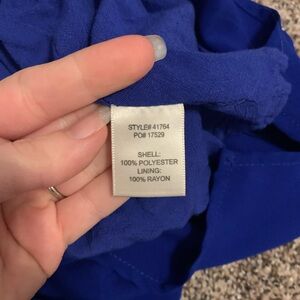 STYLE# 41764
PO# 17529
SHELL:
100% POLYESTER
LINING:
100% RAYON